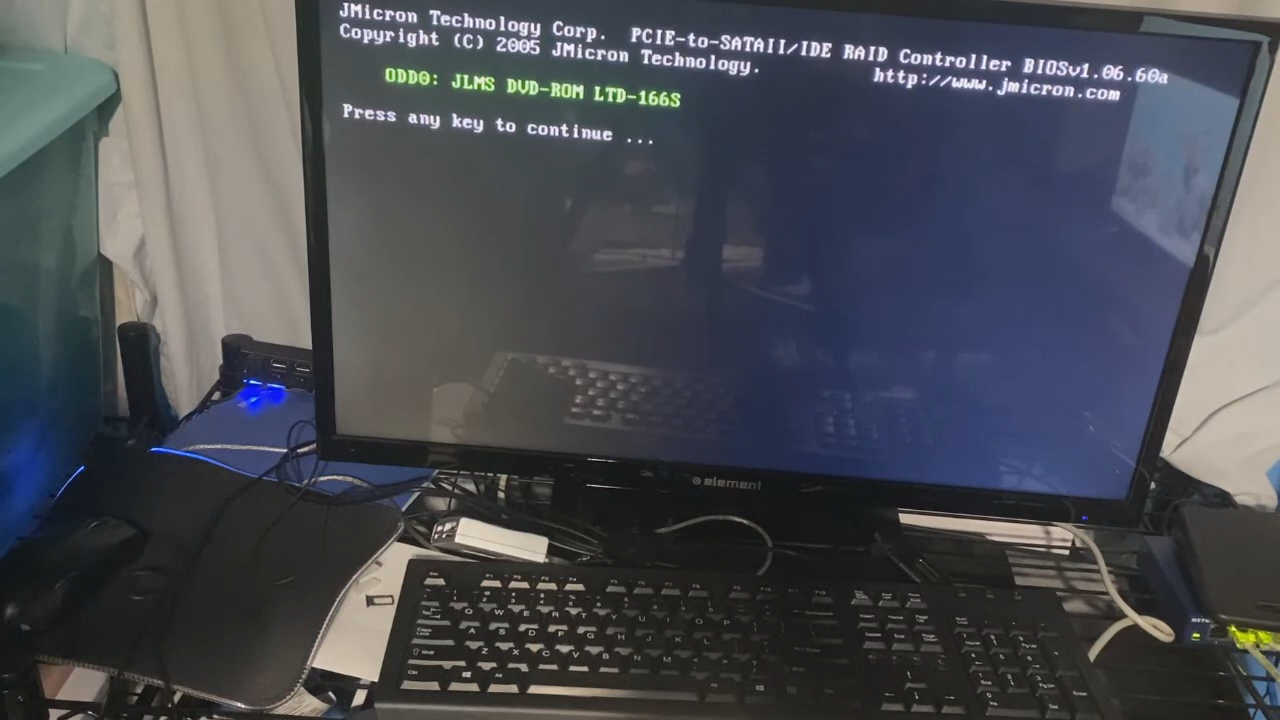 JMicron Technology Corp.  PCIE-to-SATAII/IDE RAID Controller BIOSv1.06.60a
Copyright (C) 2005 JMicron Technology.          http://www.jmicron.com
ODD0: JLMS DVD-ROM LTD-166S
Press any key to continue ...
element
Q W E R T Y U I O P
A S D F G H J K L
Z X C V B N M